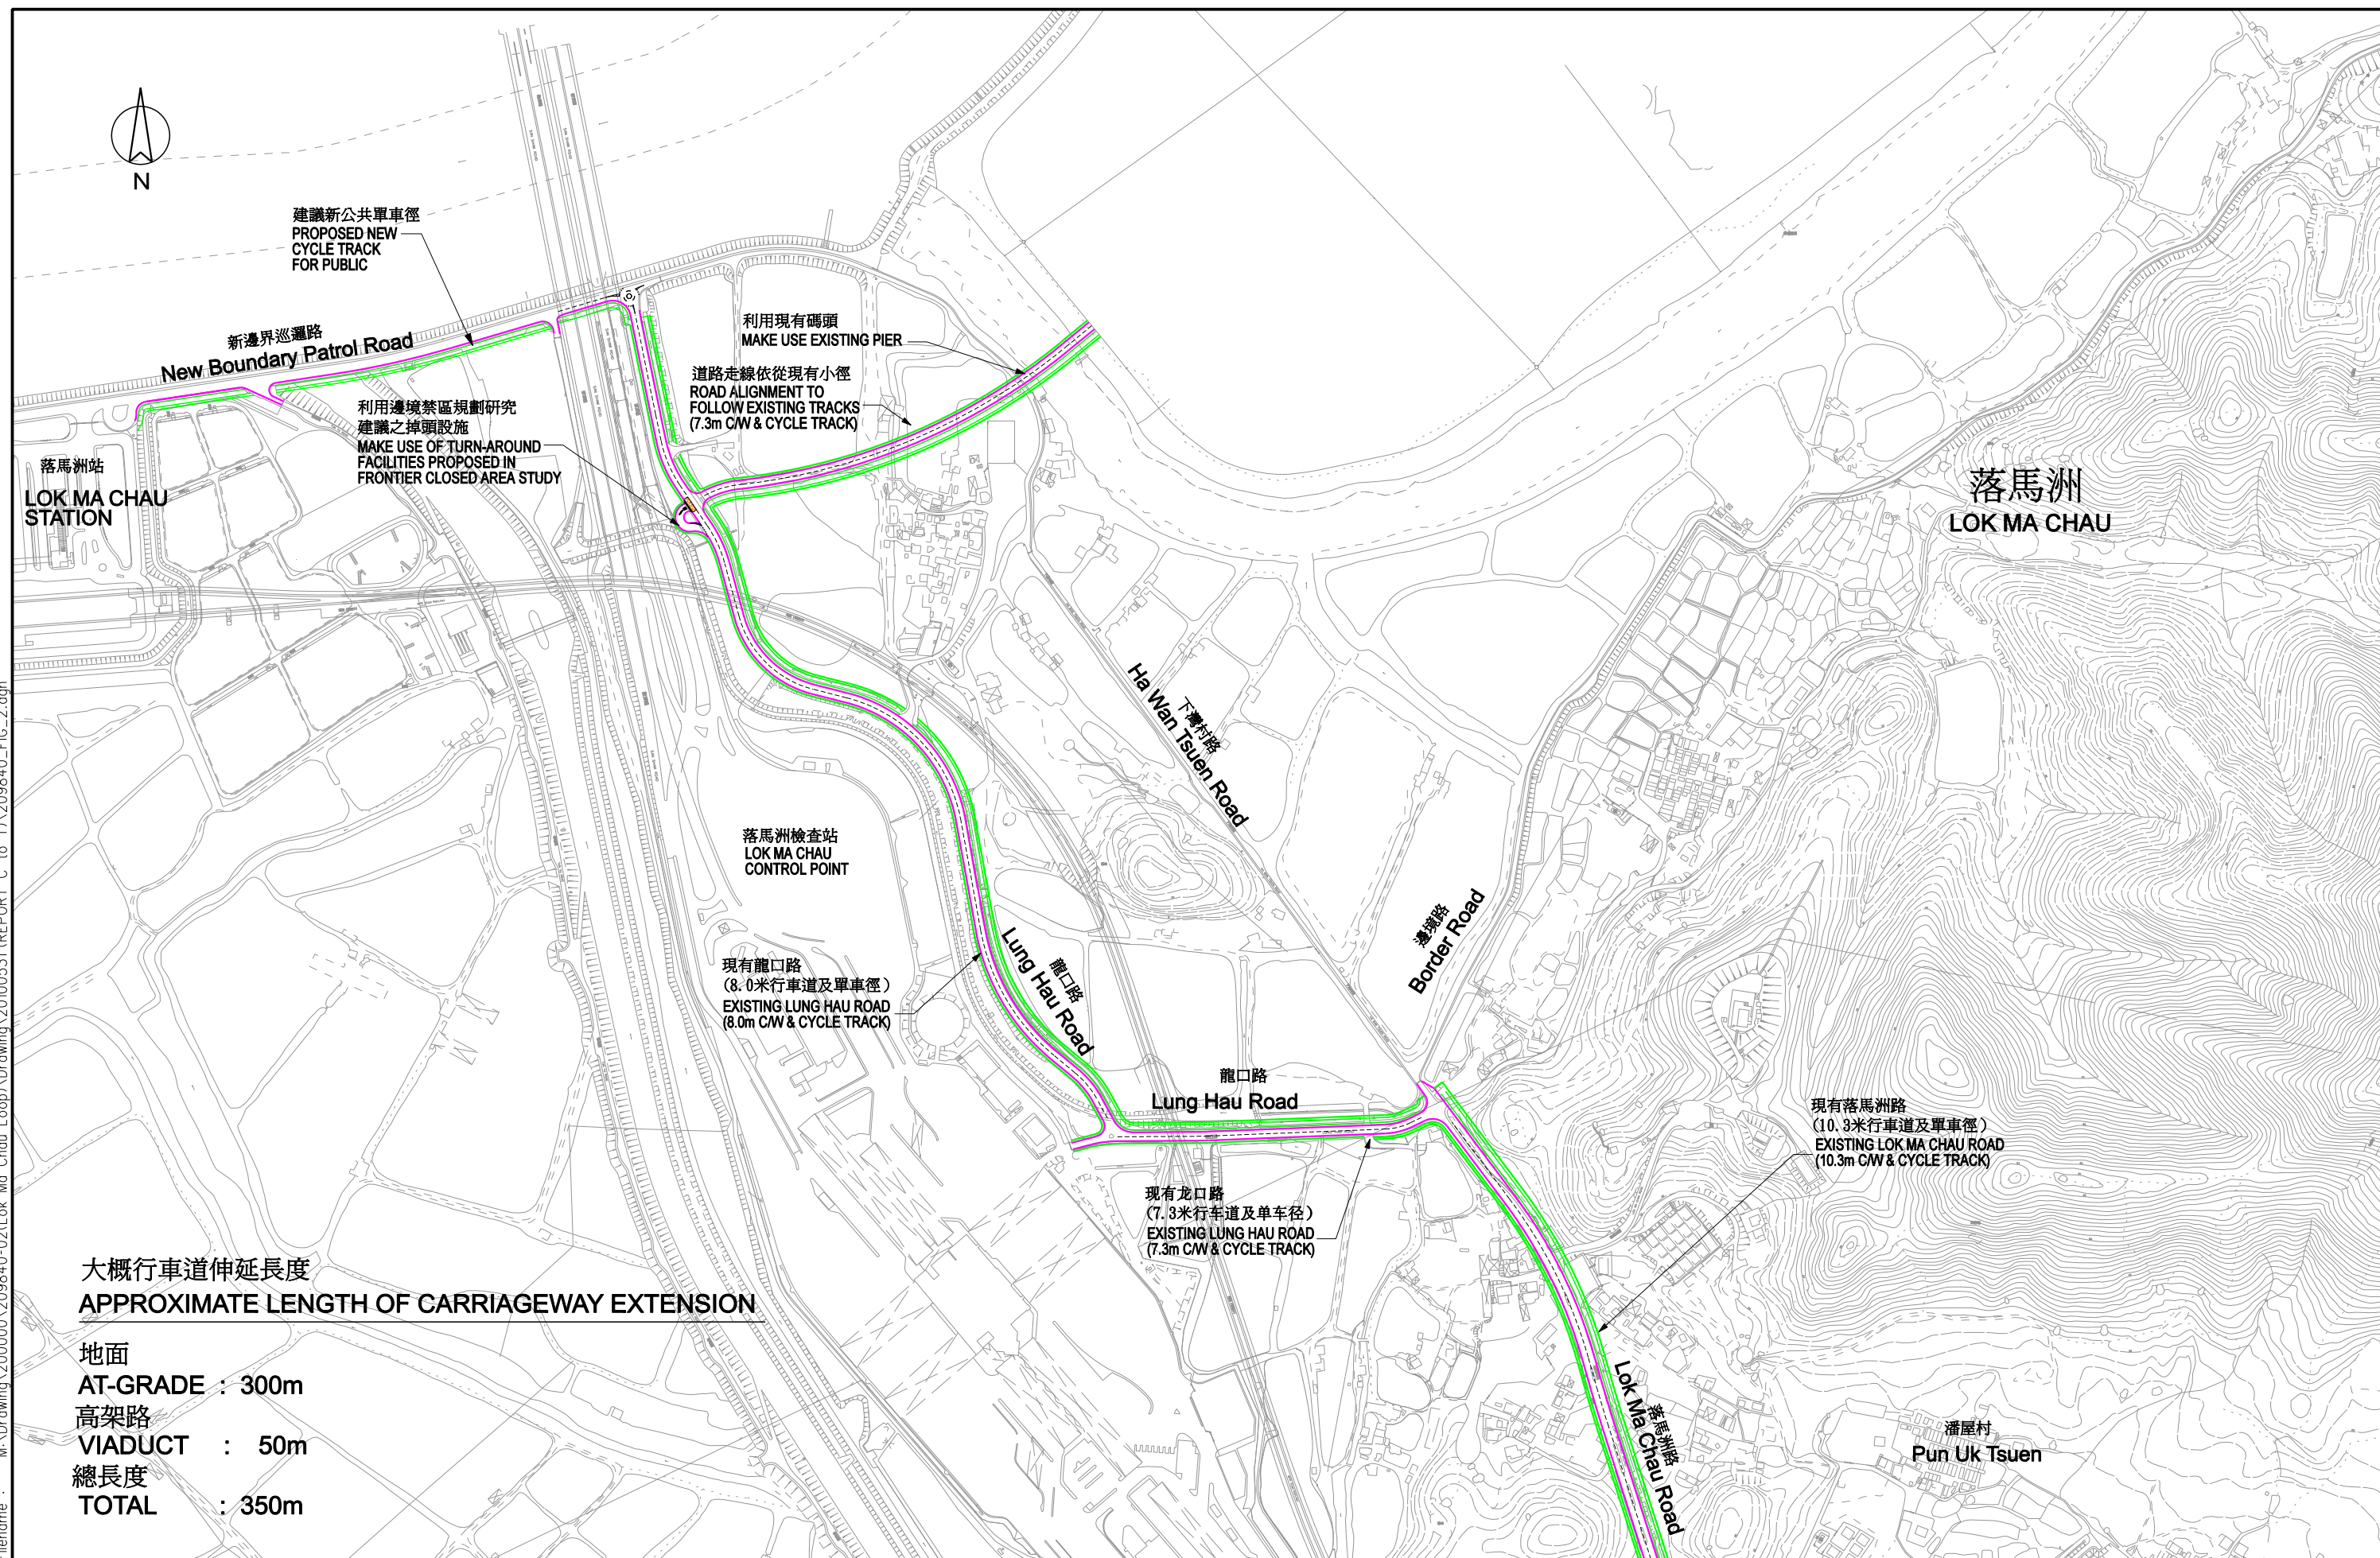 N
建議新公共單車徑
PROPOSED NEW
CYCLE TRACK
FOR PUBLIC
新邊界巡邏路
New Boundary Patrol Road
利用現有碼頭
MAKE USE EXISTING PIER
道路走線依從現有小徑
ROAD ALIGNMENT TO
FOLLOW EXISTING TRACKS
(7.3m C/W & CYCLE TRACK)
利用邊境禁區規劃研究
建議之掉頭設施
MAKE USE OF TURN-AROUND
FACILITIES PROPOSED IN
FRONTIER CLOSED AREA STUDY
落馬洲站
LOK MA CHAU
STATION
落馬洲
LOK MA CHAU
下灣村路
Ha Wan Tsuen Road
落馬洲檢查站
LOK MA CHAU
CONTROL POINT
邊境路
Border Road
現有龍口路
(8.0米行車道及單車徑)
EXISTING LUNG HAU ROAD
(8.0m C/W & CYCLE TRACK)
龍口路
Lung Hau Road
龍口路
Lung Hau Road
現有落馬洲路
(10.3米行車道及單車徑)
EXISTING LOK MA CHAU ROAD
(10.3m C/W & CYCLE TRACK)
现有龙口路
(7.3米行车道及单车径)
EXISTING LUNG HAU ROAD
(7.3m C/W & CYCLE TRACK)
落馬洲路
Lok Ma Chau Road
潘屋村
Pun Uk Tsuen
大概行車道伸延長度
APPROXIMATE LENGTH OF CARRIAGEWAY EXTENSION
地面
AT-GRADE : 300m
高架路
VIADUCT : 50m
總長度
TOTAL : 350m